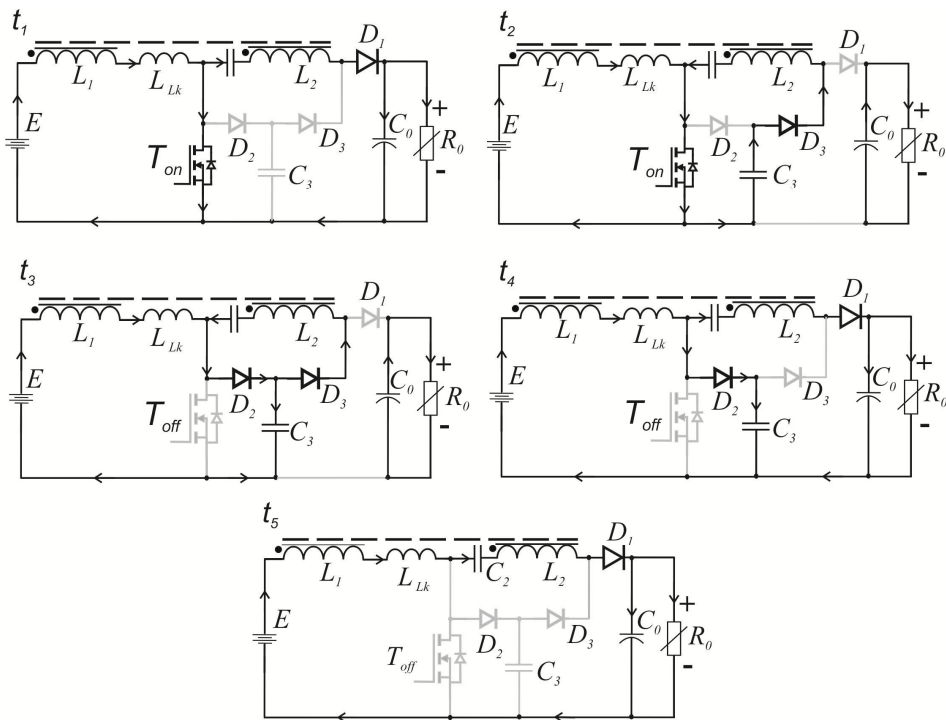 t1 t2
D1 D1
L1 LLk L2 L1 LLk L2
E Ton D2 D3 C3 C0 + R0 -
E Ton D2 D3 C3 C0 + R0 -
t3 t4
D1 D1
L1 LLk L2 L1 LLk L2
E Toff D2 D3 C3 C0 + R0 -
E Toff D2 D3 C3 C0 + R0 -
t5
D1
L1 LLk C2 L2
E Toff D2 D3 C3 C0 + R0 -